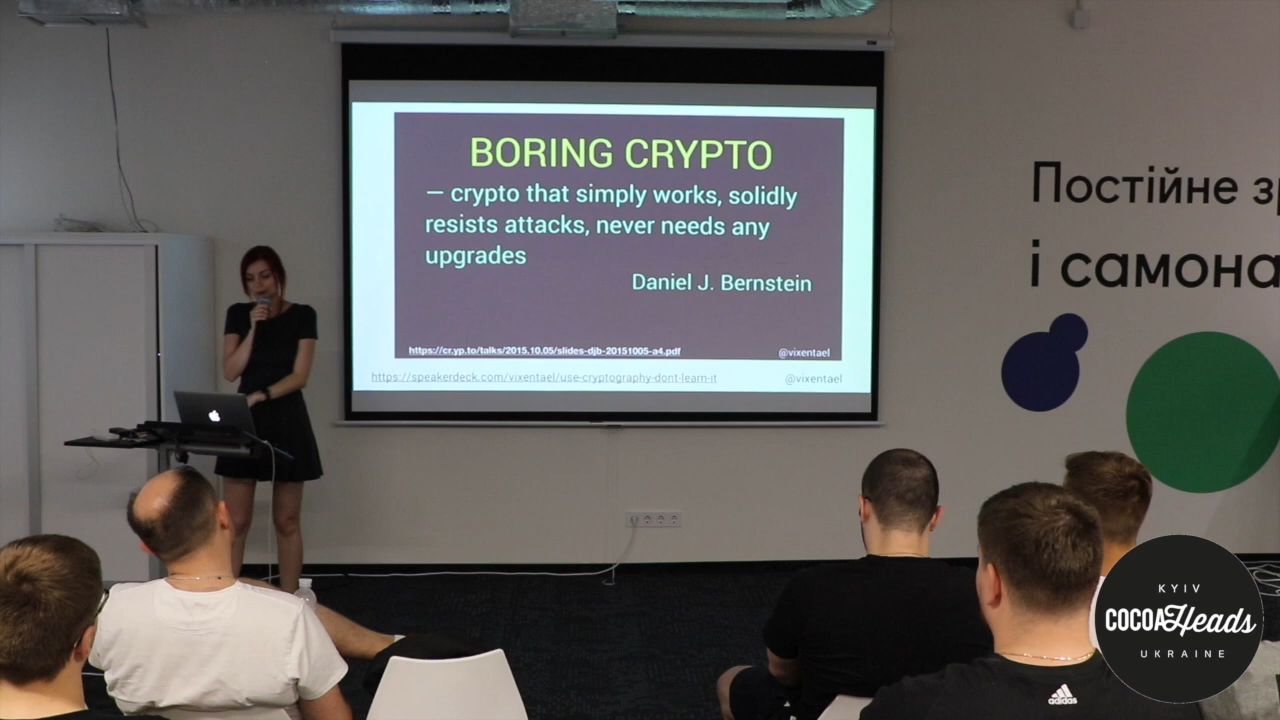 BORING CRYPTO
— crypto that simply works, solidly
resists attacks, never needs any
upgrades
Daniel J. Bernstein
https://cr.yp.to/talks/2015.10.05/slides-djb-20151005-a4.pdf
@vixentael
https://speakerdeck.com/vixentael/use-cryptography-dont-learn-it
@vixentael
Постійне
і
adidas
KYIV
COCOAHeads
UKRAINE